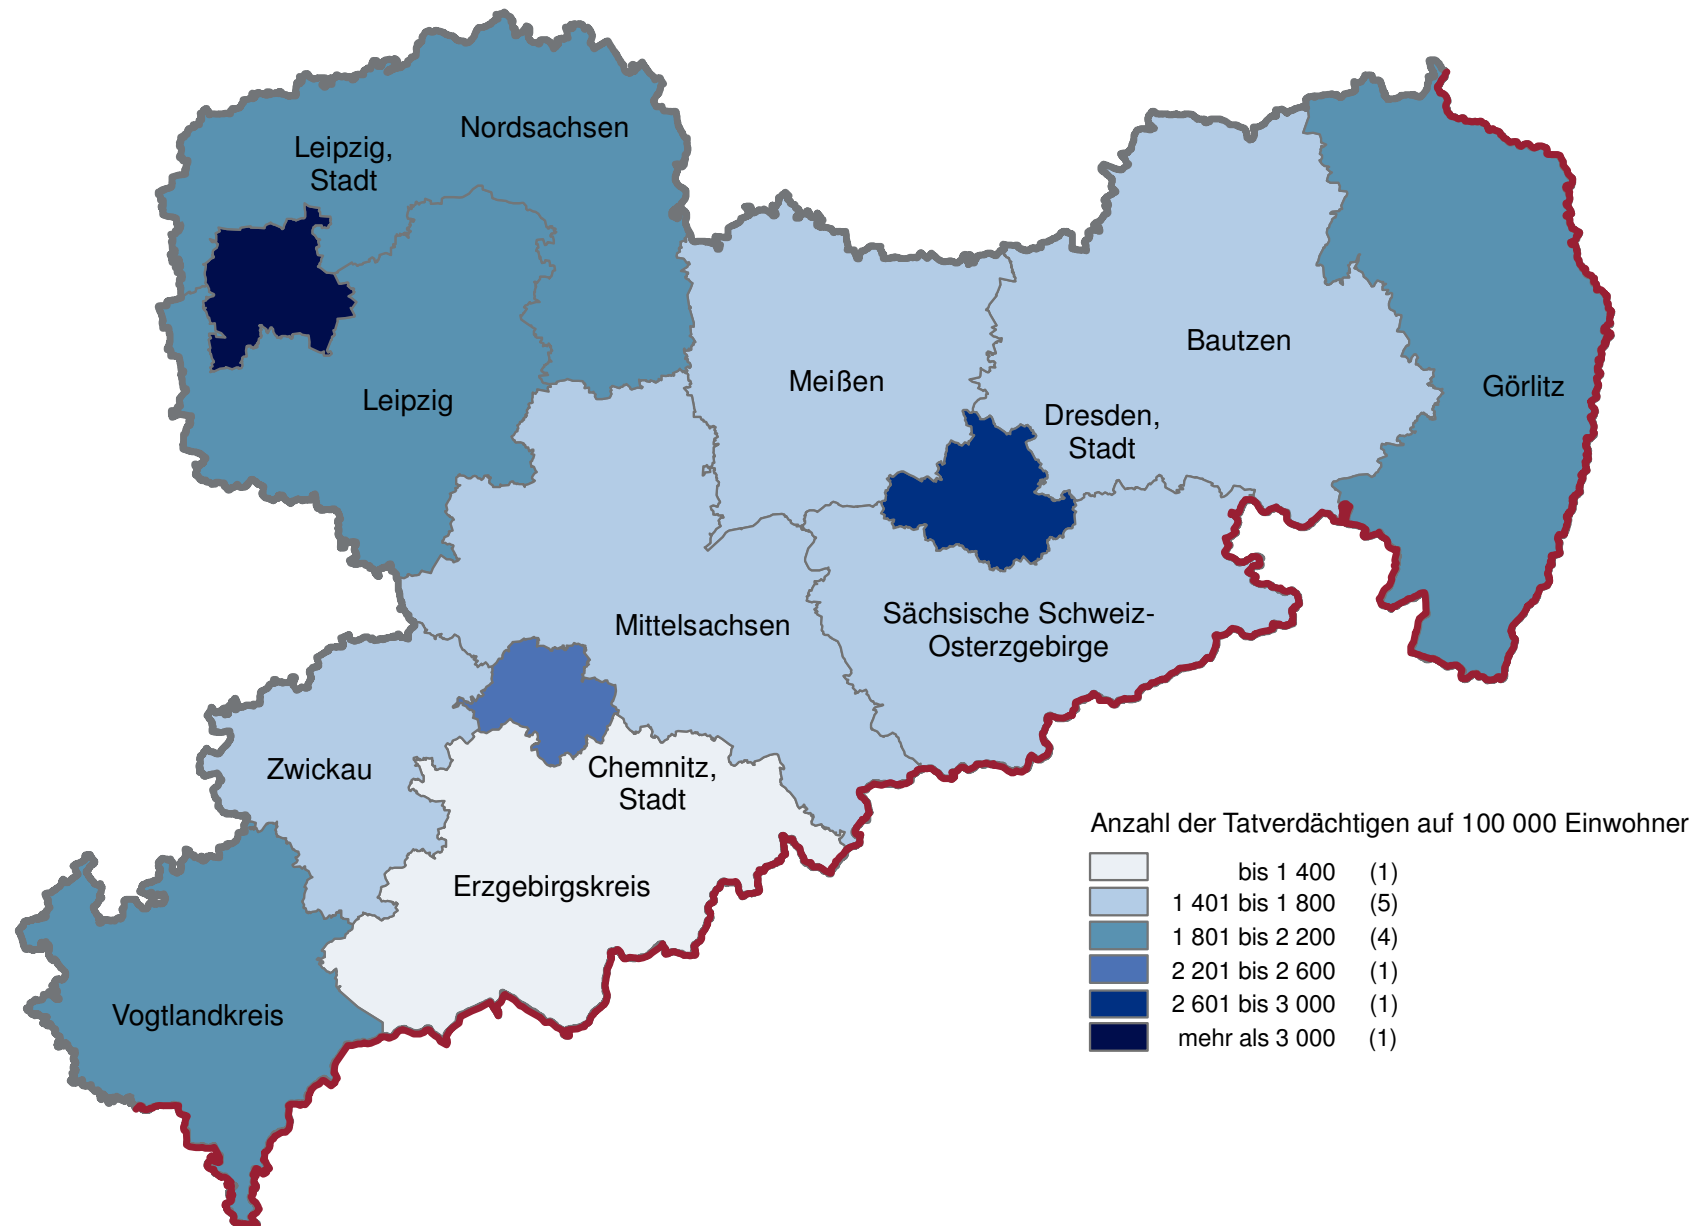 Nordsachsen
Leipzig,
Stadt
Bautzen
Meißen
Görlitz
Leipzig
Dresden,
Stadt
Sächsische Schweiz-
Osterzgebirge
Mittelsachsen
Zwickau
Chemnitz,
Stadt
Erzgebirgskreis
Vogtlandkreis
Anzahl der Tatverdächtigen auf 100 000 Einwohner
bis 1 400 (1)
1 401 bis 1 800 (5)
1 801 bis 2 200 (4)
2 201 bis 2 600 (1)
2 601 bis 3 000 (1)
mehr als 3 000 (1)